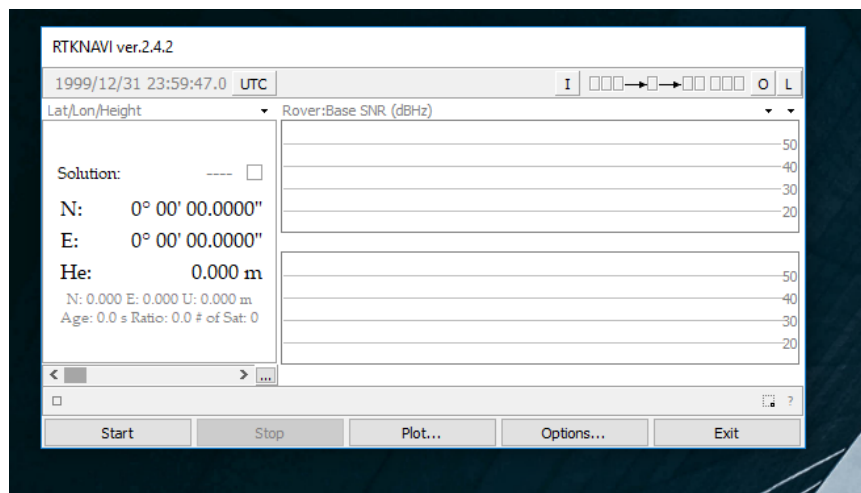 RTKNAVI ver.2.4.2
1999/12/31 23:59:47.0 UTC I O L
Lat/Lon/Height
Rover:Base SNR (dBHz)
Solution: ----
N: 0° 00' 00.0000"
E: 0° 00' 00.0000"
He: 0.000 m
N: 0.000 E: 0.000 U: 0.000 m
Age: 0.0 s Ratio: 0.0 # of Sat: 0
50
40
30
20
50
40
30
20
...
?
Start Stop Plot... Options... Exit